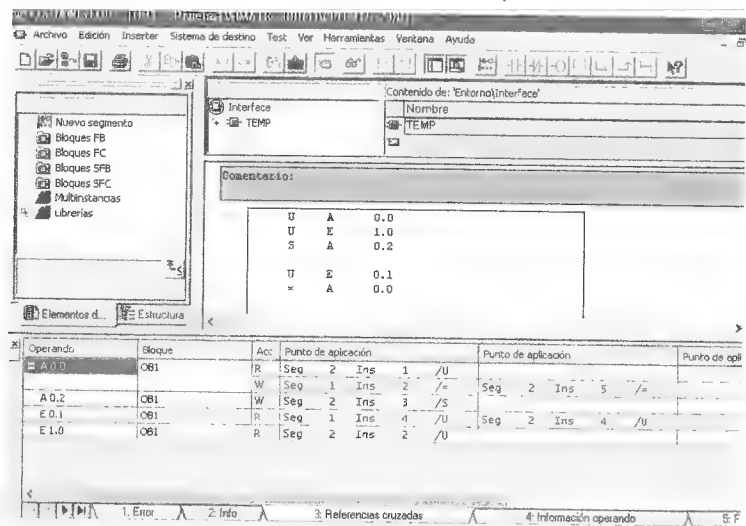 Archivo Edición Insertar Sistema de destino Test Ver Herramientas Ventana Ayuda
Nuevo segmento
Bloques FB
Bloques FC
Bloques SFB
Bloques SFC
Multiinstancias
Librerías
Elementos d... Estructura
Interface
TEMP
Contenido de: 'Entorno\Interface'
Nombre
TEMP
Comentario:
U A 0.0
U E 1.0
S A 0.2
U E 0.1
= A 0.0
Operando Bloque Acc Punto de aplicación Punto de aplicación Punto de apli
A 0.0 OB1 R Seg 2 Ins 1 /U
W Seg 1 Ins 2 /= Seg 2 Ins 5 /=
A 0.2 OB1 W Seg 2 Ins 3 /S
E 0.1 OB1 R Seg 1 Ins 4 /U Seg 2 Ins 4 /U
E 1.0 OB1 R Seg 2 Ins 2 /U
1: Error 2: Info 3: Referencias cruzadas 4: Información operando 5: F